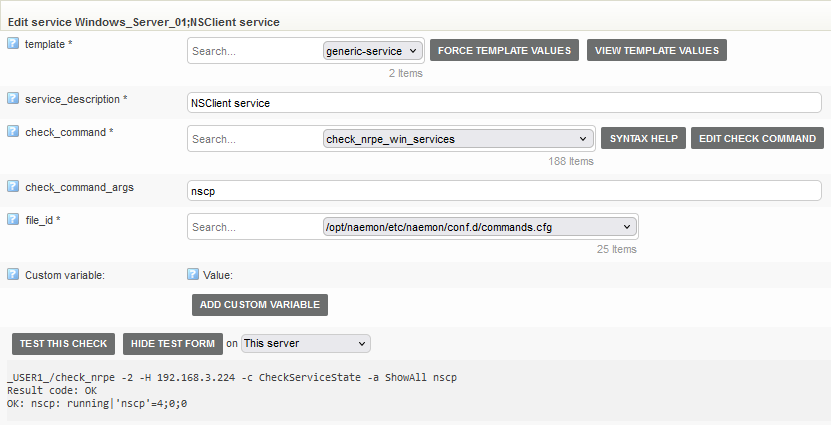 Edit service Windows_Server_01;NSClient service
template *
Search...
generic-service
FORCE TEMPLATE VALUES
VIEW TEMPLATE VALUES
2 Items
service_description *
NSClient service
check_command *
Search...
check_nrpe_win_services
SYNTAX HELP
EDIT CHECK COMMAND
188 Items
check_command_args
nscp
file_id *
Search...
/opt/naemon/etc/naemon/conf.d/commands.cfg
25 Items
Custom variable:
Value:
ADD CUSTOM VARIABLE
TEST THIS CHECK
HIDE TEST FORM
on
This server
_USER1_/check_nrpe -2 -H 192.168.3.224 -c CheckServiceState -a ShowAll nscp
Result code: OK
OK: nscp: running|'nscp'=4;0;0